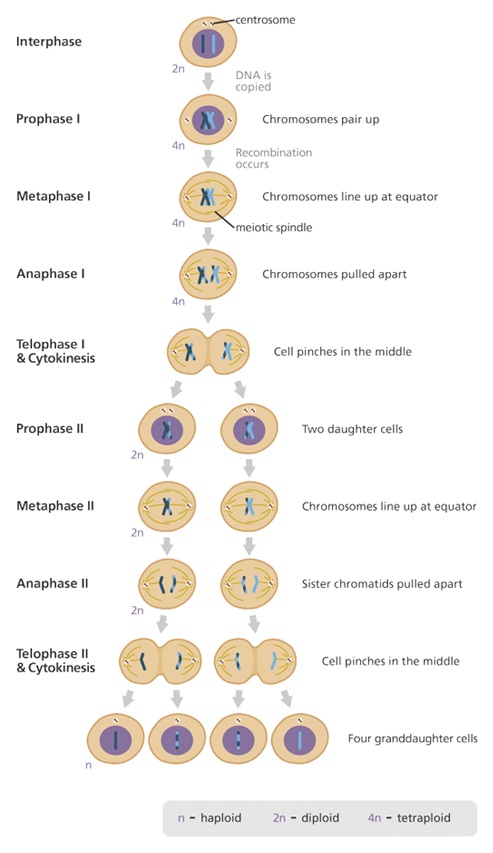 centrosome
Interphase
2n
DNA is
copied
Prophase I
Chromosomes pair up
4n
Recombination
occurs
Metaphase I
Chromosomes line up at equator
4n
meiotic spindle
Anaphase I
Chromosomes pulled apart
4n
Telophase I
& Cytokinesis
Cell pinches in the middle
Prophase II
Two daughter cells
2n
Metaphase II
Chromosomes line up at equator
2n
Anaphase II
Sister chromatids pulled apart
2n
Telophase II
& Cytokinesis
Cell pinches in the middle
Four granddaughter cells
n
n - haploid 2n - diploid 4n - tetraploid